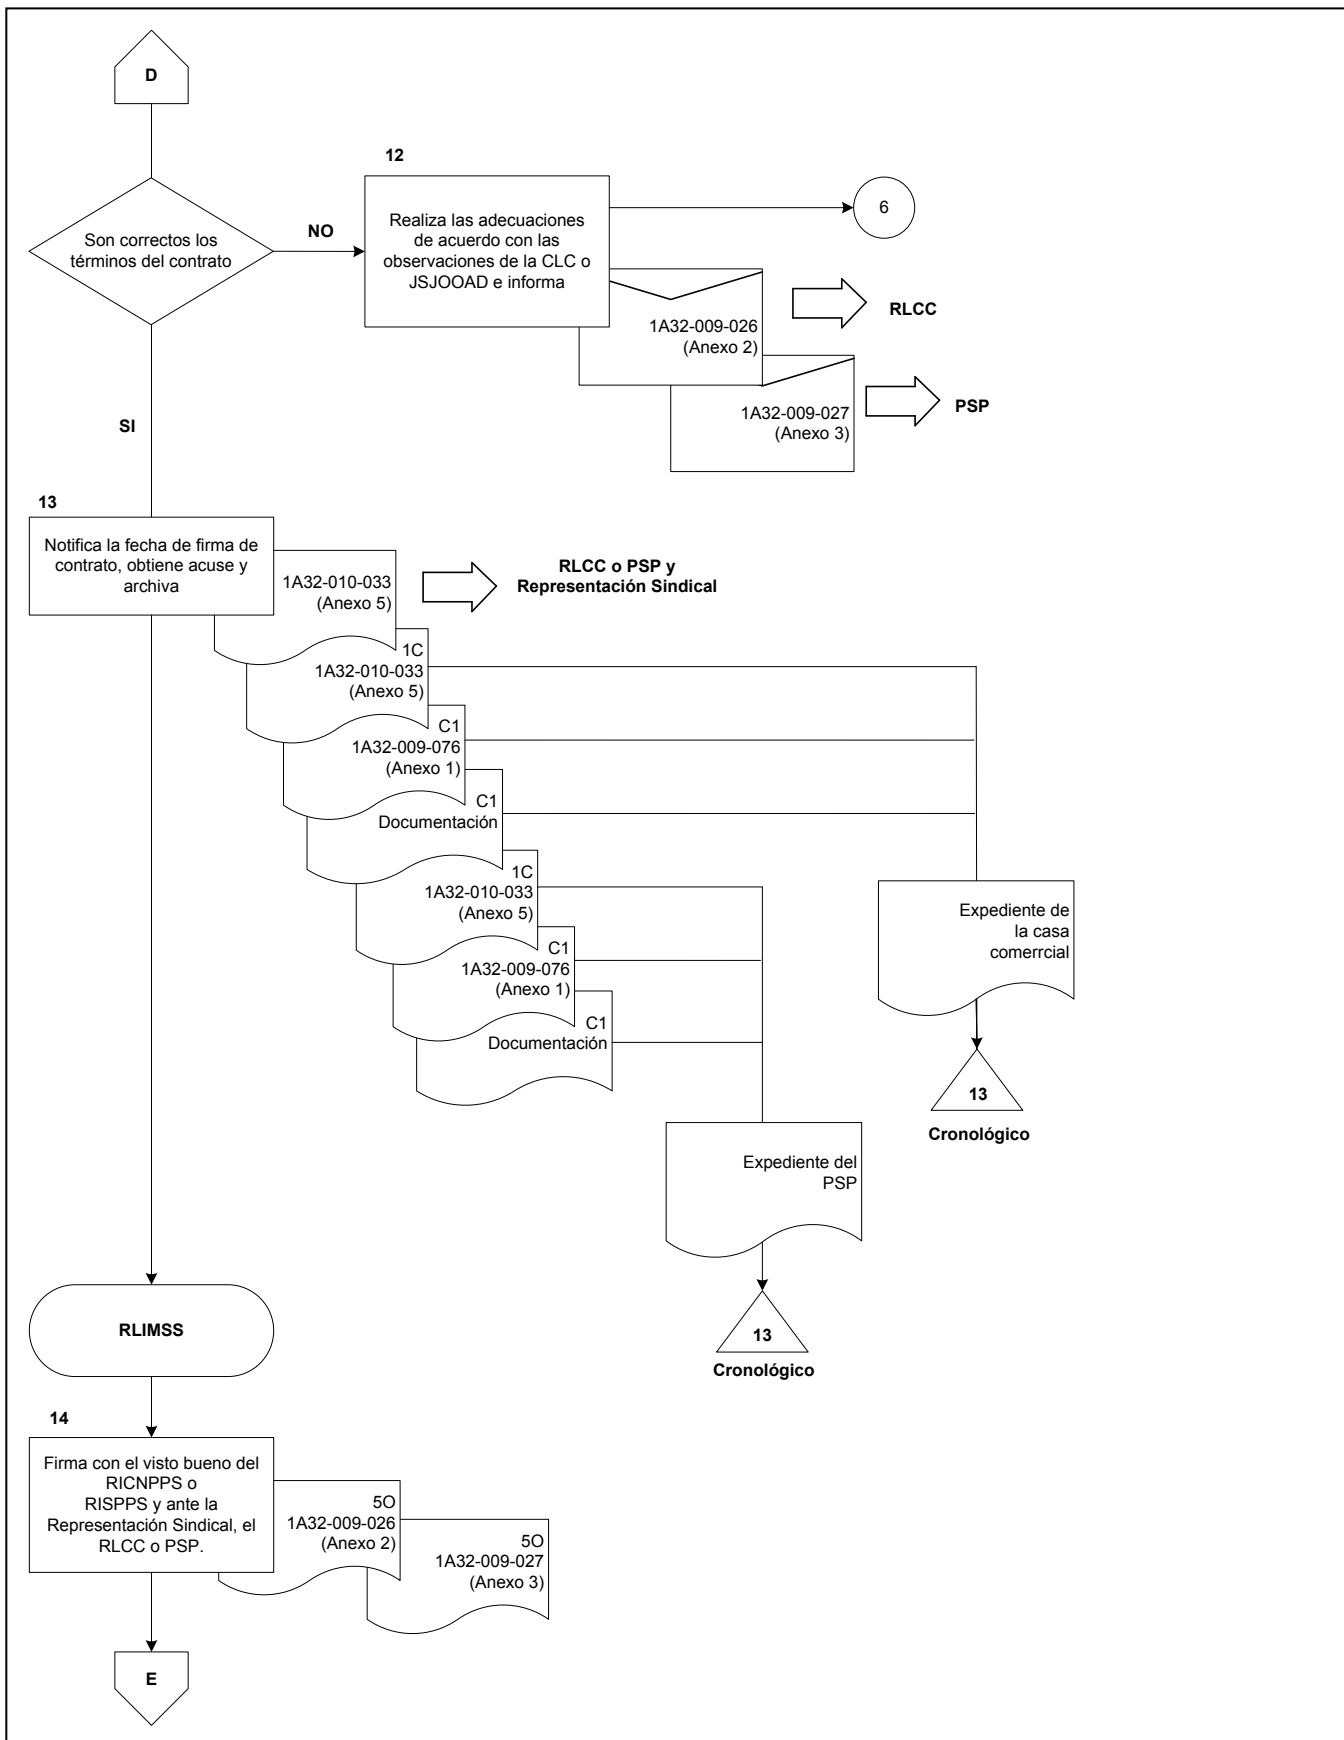 D
12
Realiza las adecuaciones
de acuerdo con las
observaciones de la CLC o
JSJOOAD e informa
6
Son correctos los
términos del contrato
NO
1A32-009-026
(Anexo 2)
RLCC
1A32-009-027
(Anexo 3)
PSP
SI
13
Notifica la fecha de firma de
contrato, obtiene acuse y
archiva
1A32-010-033
(Anexo 5)
RLCC o PSP y
Representación Sindical
1C
1A32-010-033
(Anexo 5)
C1
1A32-009-076
(Anexo 1)
C1
Documentación
1C
1A32-010-033
(Anexo 5)
C1
1A32-009-076
(Anexo 1)
C1
Documentación
Expediente de
la casa
comerrcial
13
Cronológico
Expediente del
PSP
13
Cronológico
RLIMSS
14
Firma con el visto bueno del
RICNPPS o
RISPPS y ante la
Representación Sindical, el
RLCC o PSP.
5O
1A32-009-026
(Anexo 2)
5O
1A32-009-027
(Anexo 3)
E